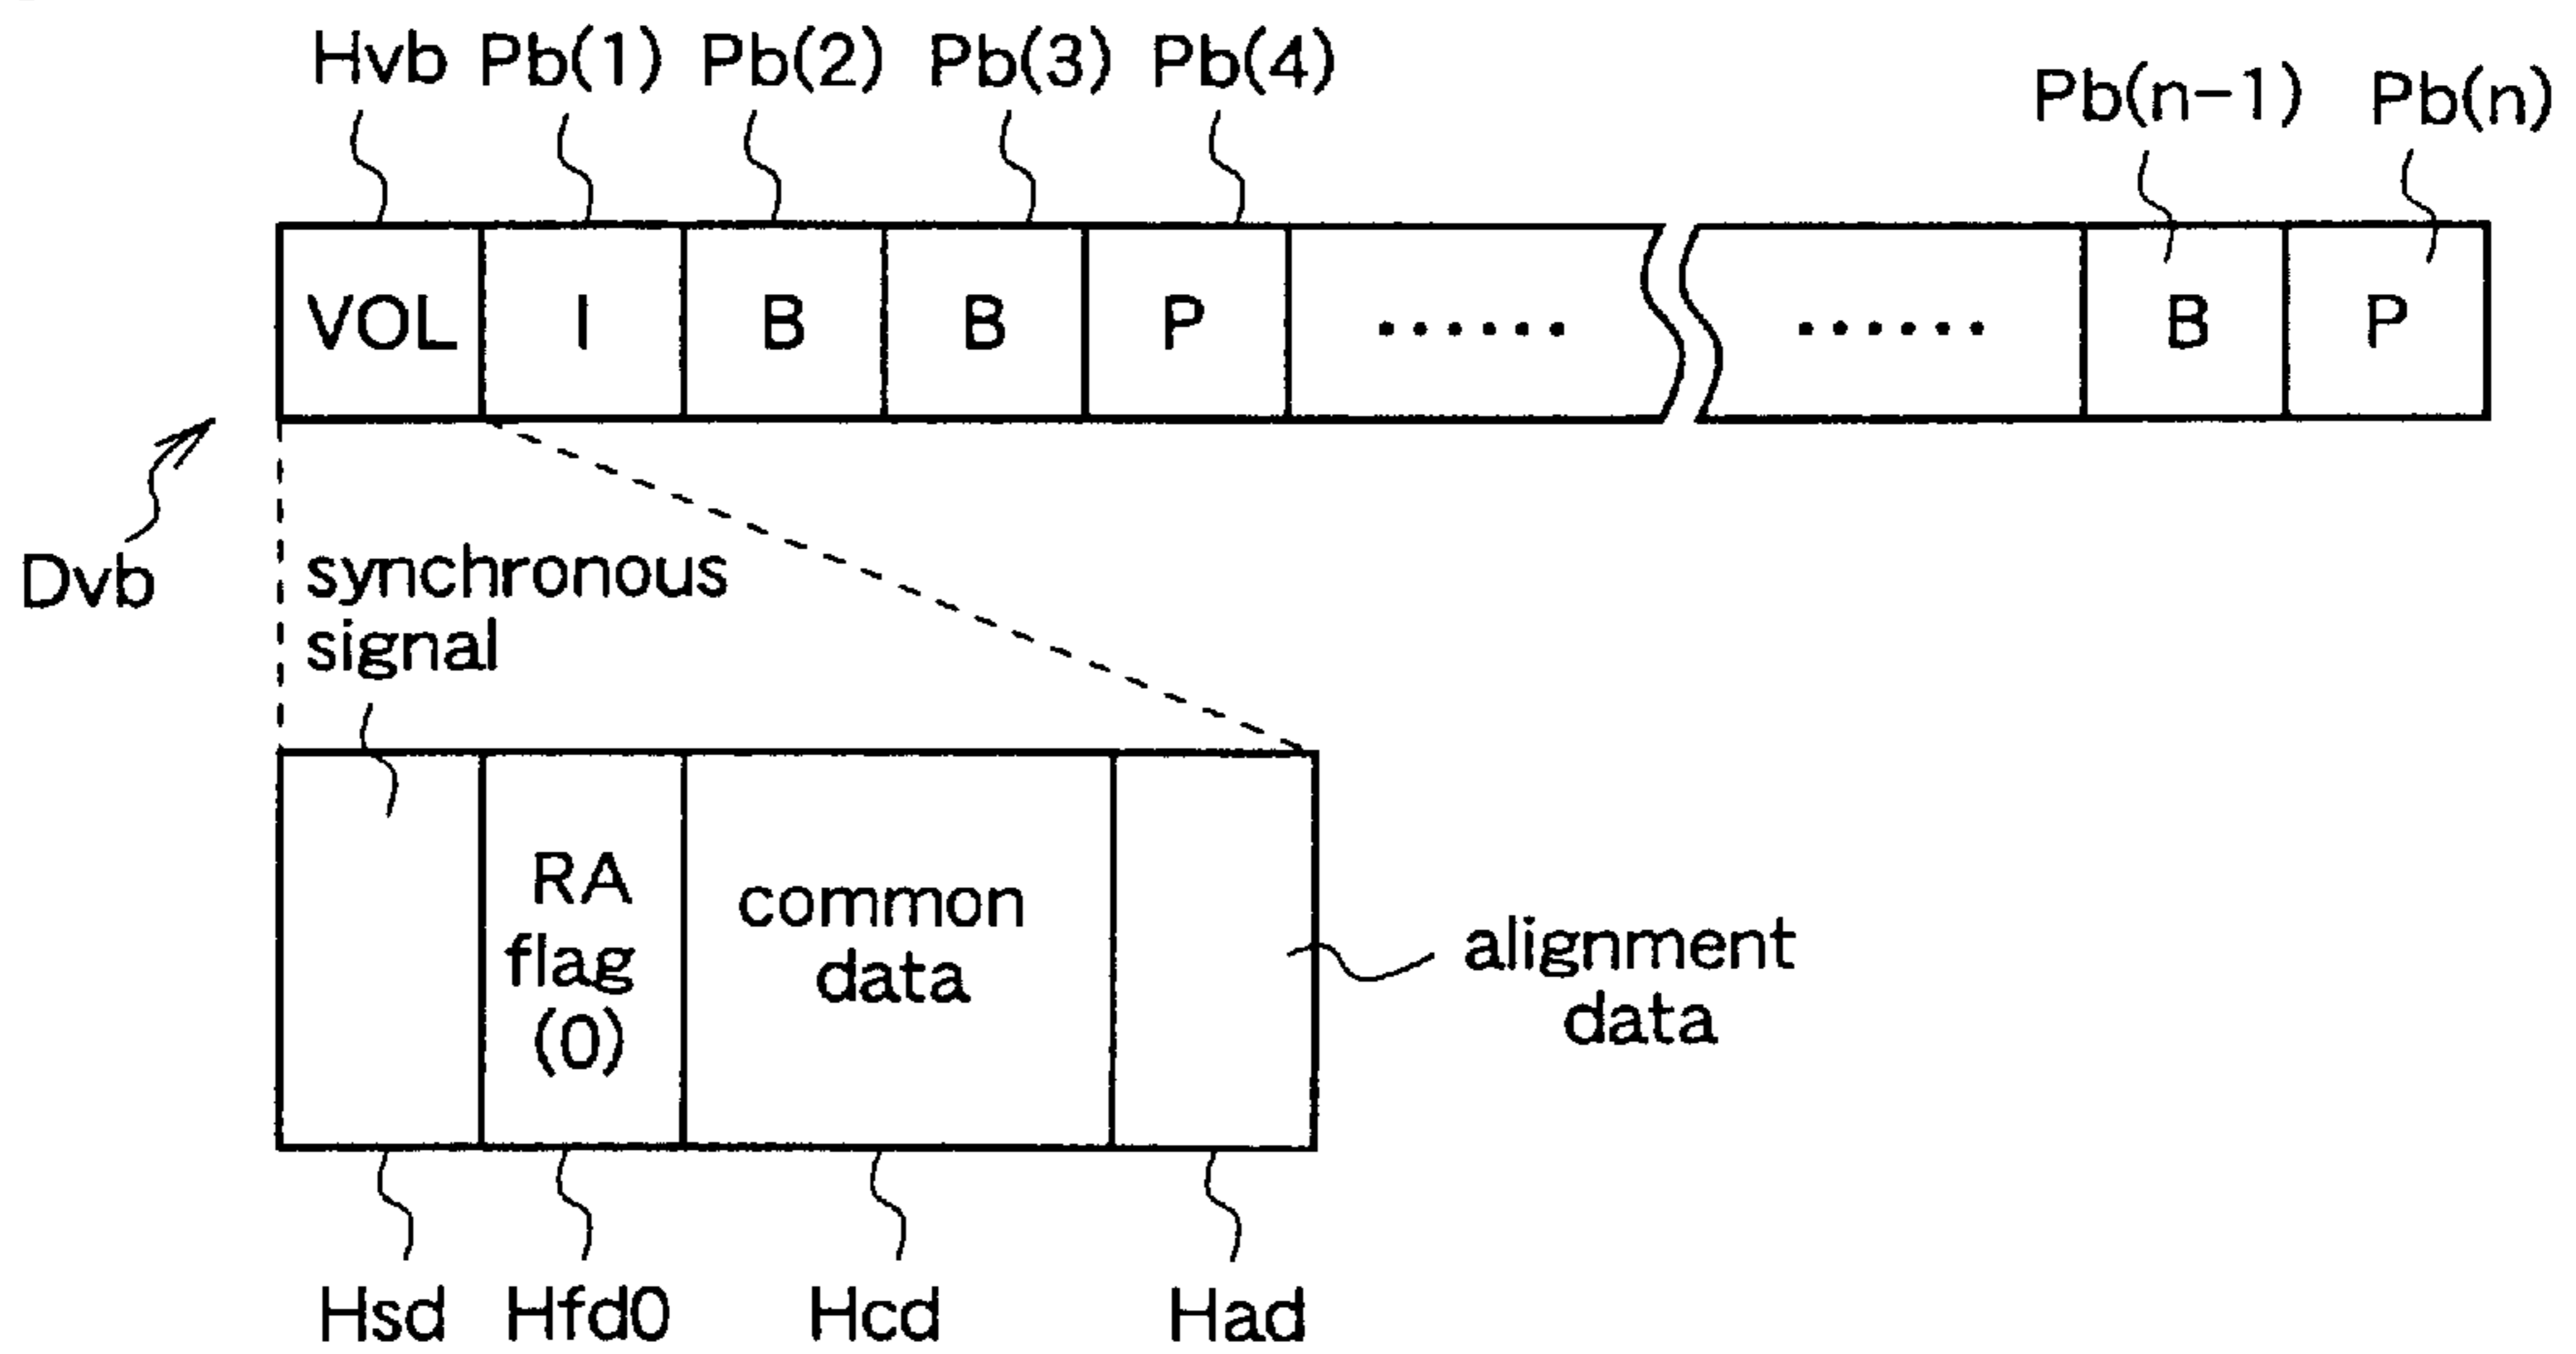 Hvb Pb(1) Pb(2) Pb(3) Pb(4) Pb(n-1) Pb(n)
VOL I B B P ...... ...... B P
Dvb
synchronous
signal
RA
flag
(0)
common
data
alignment
data
Hsd Hfd0 Hcd Had